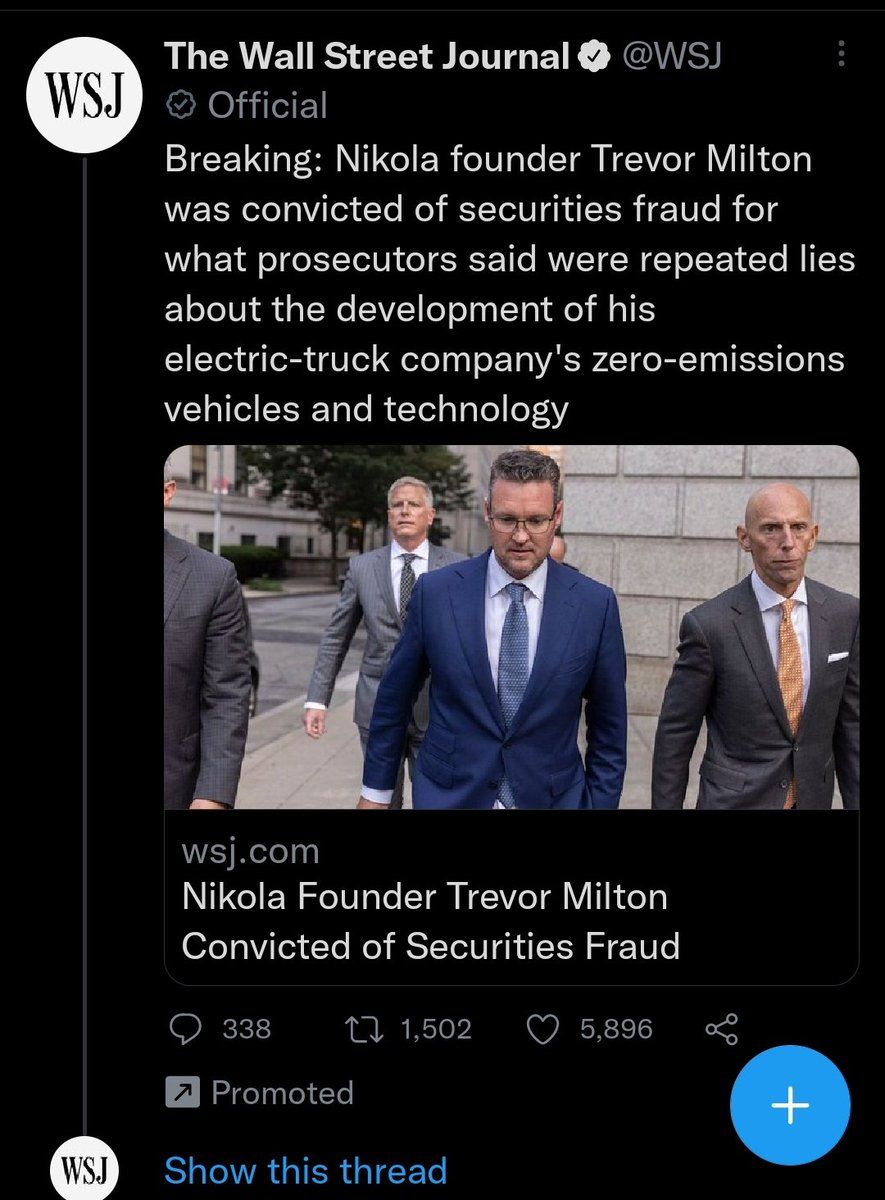 WSJ
The Wall Street Journal @WSJ
Official
Breaking: Nikola founder Trevor Milton
was convicted of securities fraud for
what prosecutors said were repeated lies
about the development of his
electric-truck company's zero-emissions
vehicles and technology
wsj.com
Nikola Founder Trevor Milton
Convicted of Securities Fraud
338 1,502 5,896
Promoted
WSJ
Show this thread